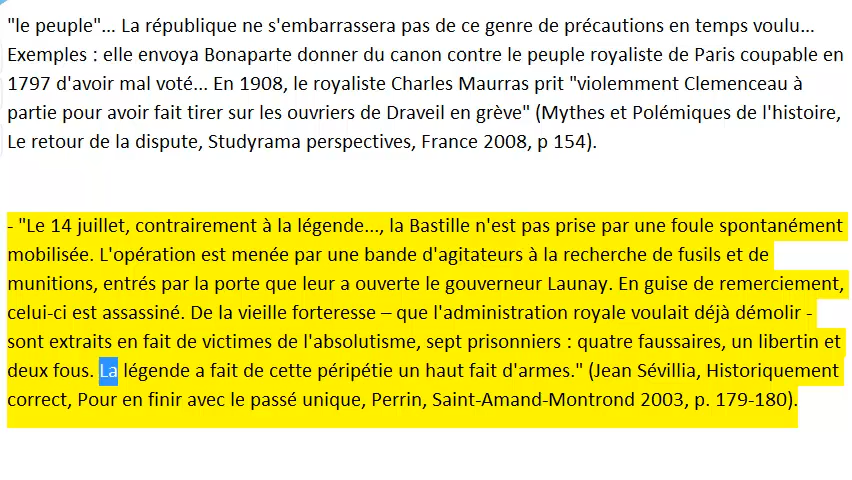 "le peuple"... La république ne s'embarrassera pas de ce genre de précautions en temps voulu...
Exemples : elle envoya Bonaparte donner du canon contre le peuple royaliste de Paris coupable en
1797 d'avoir mal voté... En 1908, le royaliste Charles Maurras prit "violemment Clemenceau à
partie pour avoir fait tirer sur les ouvriers de Draveil en grève" (Mythes et Polémiques de l'histoire,
Le retour de la dispute, Studyrama perspectives, France 2008, p 154).
- "Le 14 juillet, contrairement à la légende..., la Bastille n'est pas prise par une foule spontanément
mobilisée. L'opération est menée par une bande d'agitateurs à la recherche de fusils et de
munitions, entrés par la porte que leur a ouverte le gouverneur Launay. En guise de remerciement,
celui-ci est assassiné. De la vieille forteresse – que l'administration royale voulait déjà démolir -
sont extraits en fait de victimes de l'absolutisme, sept prisonniers : quatre faussaires, un libertin et
deux fous. La légende a fait de cette péripétie un haut fait d'armes." (Jean Sévillia, Historiquement
correct, Pour en finir avec le passé unique, Perrin, Saint-Amand-Montrond 2003, p. 179-180).